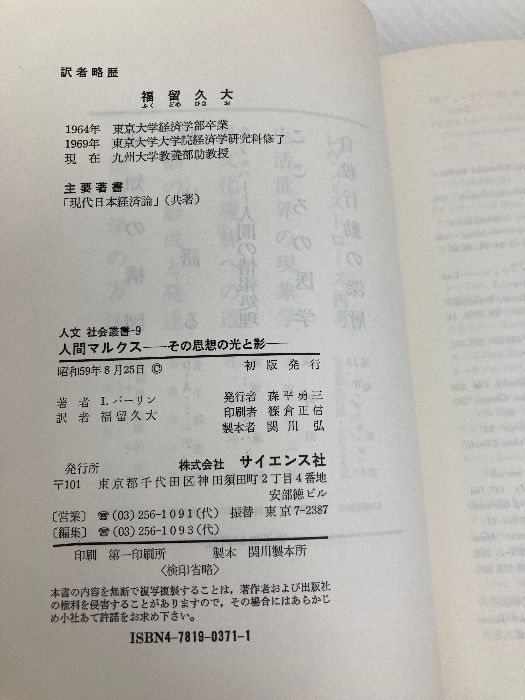 訳者略歴
福留久大
ふく どめ ひさ お
1964年 東京大学経済学部卒業
1969年 東京大学大学院経済学研究科修了
現 在 九州大学教養部助教授
主要著書
「現代日本経済論」(共著)
人文 社会叢書-9
人間マルクス——その思想の光と影——
昭和59年8月25日 © 初版発行
著者 I.バーリン 発行者 森平勇三
訳者 福留久大 印刷者 篠倉正信
製本者 関川弘
発行所 株式会社 サイエンス社
〒101 東京都千代田区神田須田町2丁目4番地
安部徳ビル
〔営業〕 ☎ (03) 256-1091(代) 振替 東京7-2387
〔編集〕 ☎ (03) 256-1093(代)
印刷 第一印刷所 製本 関川製本所
〈検印省略〉
本書の内容を無断で複写複製することは,著作者および出版社
の権利を侵害することがありますので,その場合にはあらかじ
め小社あて許諾をお求め下さい。
ISBN4-7819-0371-1